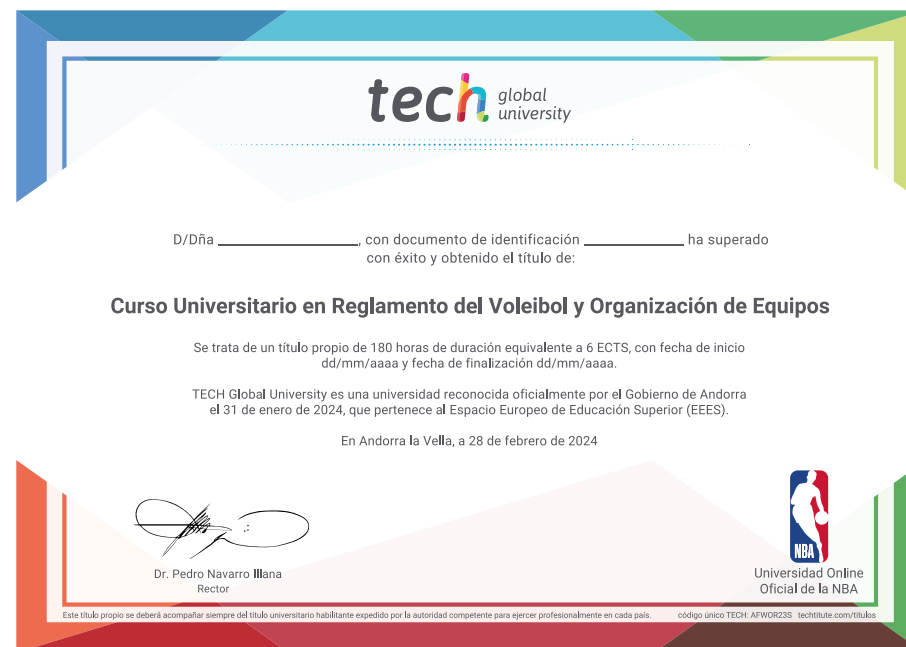 tech global university
D/Dña ____________________, con documento de identificación ______________ ha superado
con éxito y obtenido el título de:
Curso Universitario en Reglamento del Voleibol y Organización de Equipos
Se trata de un título propio de 180 horas de duración equivalente a 6 ECTS, con fecha de inicio
dd/mm/aaaa y fecha de finalización dd/mm/aaaa.
TECH Global University es una universidad reconocida oficialmente por el Gobierno de Andorra
el 31 de enero de 2024, que pertenece al Espacio Europeo de Educación Superior (EEES).
En Andorra la Vella, a 28 de febrero de 2024
NBA
Dr. Pedro Navarro Illana
Rector
Universidad Online
Oficial de la NBA
Este título propio se deberá acompañar siempre del título universitario habilitante expedido por la autoridad competente para ejercer profesionalmente en cada país.
código único TECH: AFWOR23S techtitute.com/titulos